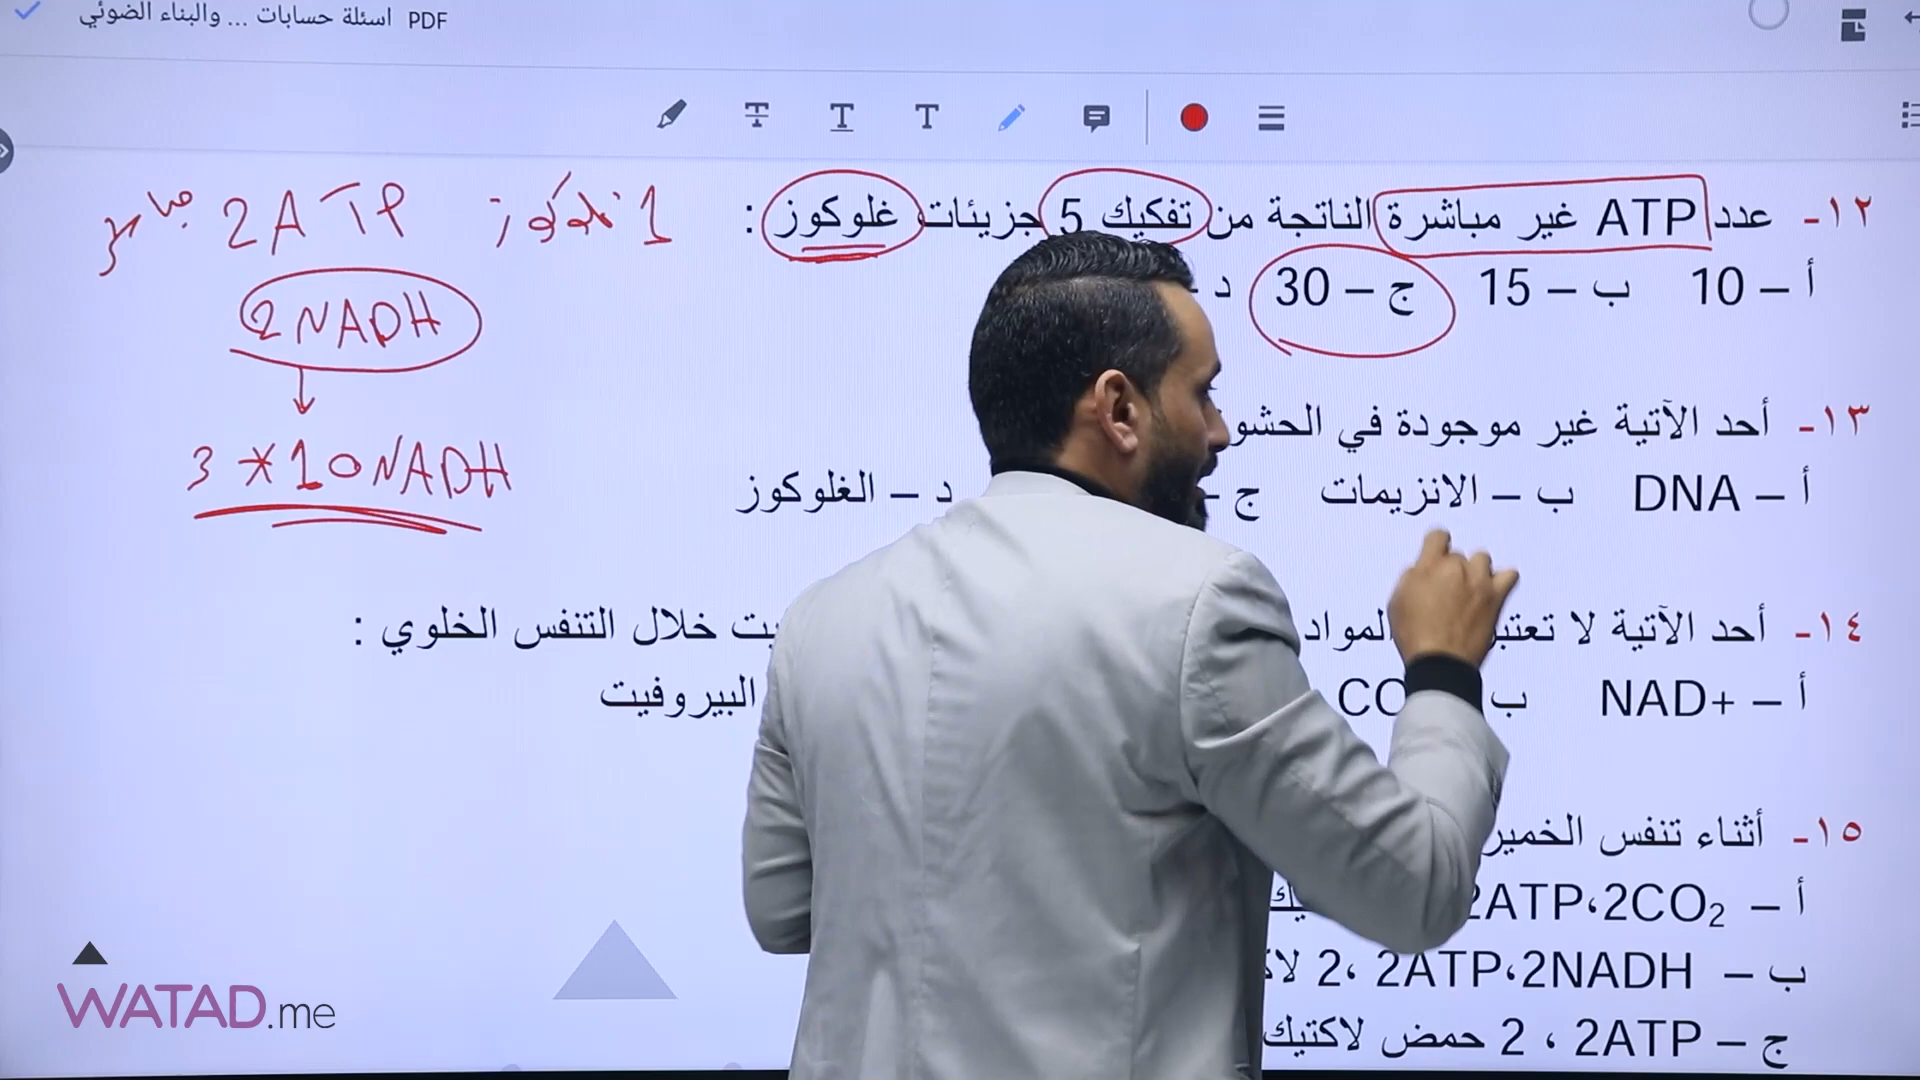 اسئلة حسابات ... والبناء الضوئي PDF
١٢- عدد ATP غير مباشرة الناتجة من تفكيك 5 جزيئات غلوكوز :
أ – 10 ب – 15 ج – 30 د –
1 غلوكوز : 2ATP مباشر
2NADH
3 * 10NADH
١٣- أحد الآتية غير موجودة في
أ – DNA ب – الانزيمات ج – د – الغلوكوز
١٤- أحد الآتية لا المواد خلال التنفس الخلوي :
أ – NAD+ ب البيروفيت
١٥- أثناء تنفس
أ – 2CO₂،2ATP
ب – 2NADH،2ATP ،2
ج – 2ATP ، 2 حمض لاكتيك
WATAD.me